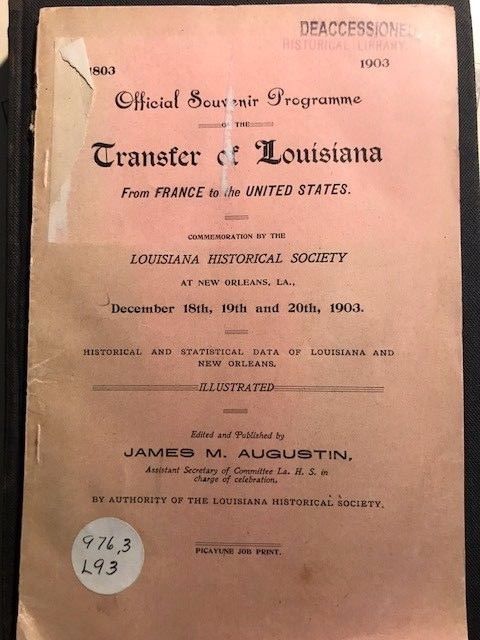 DEACCESSIONED
HISTORICAL LIBRARY
1803 1903
Official Souvenir Programme
OF THE
Transfer of Louisiana
From FRANCE to the UNITED STATES.
COMMEMORATION BY THE
LOUISIANA HISTORICAL SOCIETY
AT NEW ORLEANS, LA.,
December 18th, 19th and 20th, 1903.
HISTORICAL AND STATISTICAL DATA OF LOUISIANA AND
NEW ORLEANS.
ILLUSTRATED
Edited and Published by
JAMES M. AUGUSTIN,
Assistant Secretary of Committee La. H. S. in
charge of celebration.
BY AUTHORITY OF THE LOUISIANA HISTORICAL SOCIETY.
PICAYUNE JOB PRINT.
976.3
L93